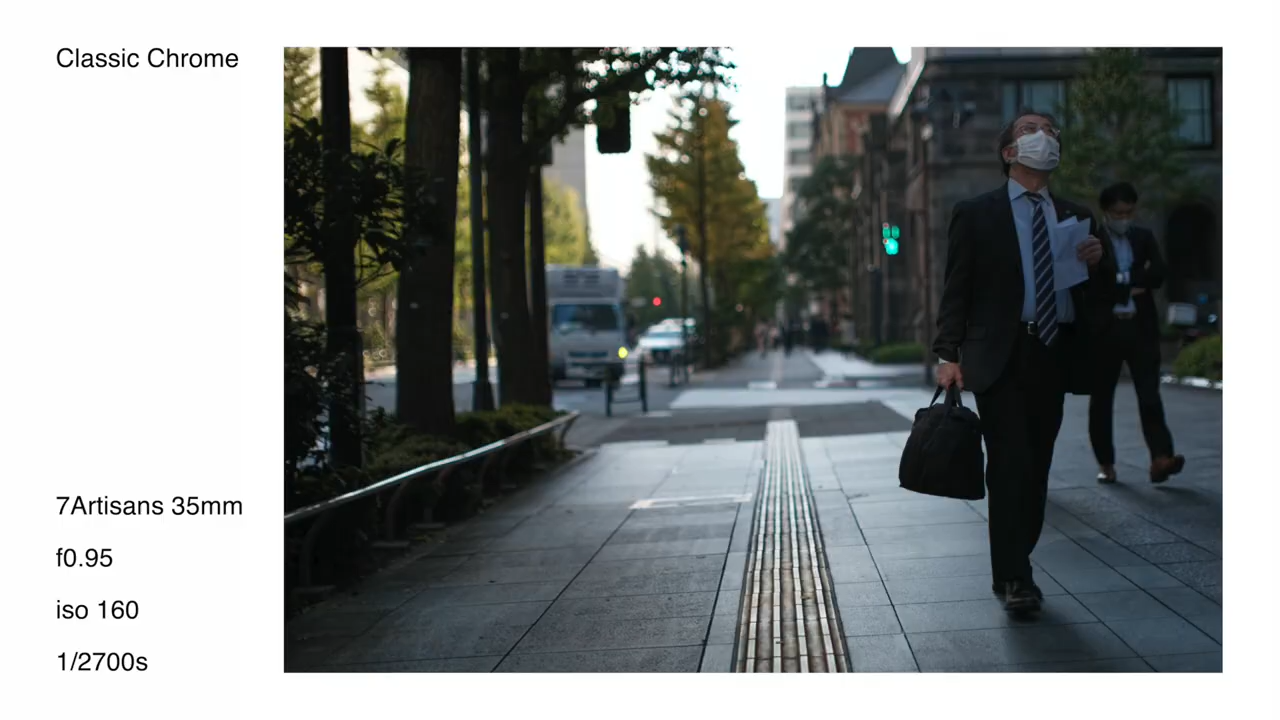 Classic Chrome
7Artisans 35mm
f0.95
iso 160
1/2700s